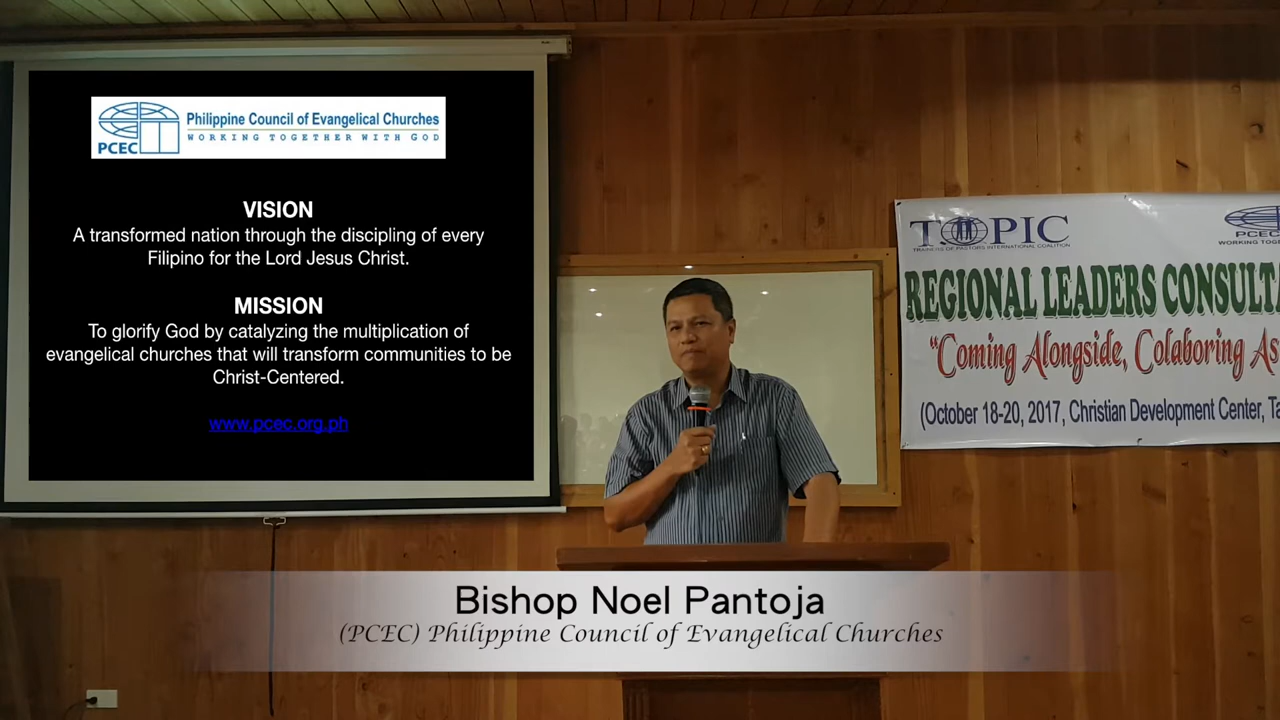 Philippine Council of Evangelical Churches
WORKING TOGETHER WITH GOD
PCEC
VISION
A transformed nation through the discipling of every
Filipino for the Lord Jesus Christ.
MISSION
To glorify God by catalyzing the multiplication of
evangelical churches that will transform communities to be
Christ-Centered.
www.pcec.org.ph
TOPIC
TRAINERS OF PASTORS INTERNATIONAL COALITION
PCEC
WORKING TOGE
REGIONAL LEADERS CONSULTA
"Coming Alongside, Colaboring As
(October 18-20, 2017, Christian Development Center, Ta
Bishop Noel Pantoja
(PCEC) Philippine Council of Evangelical Churches